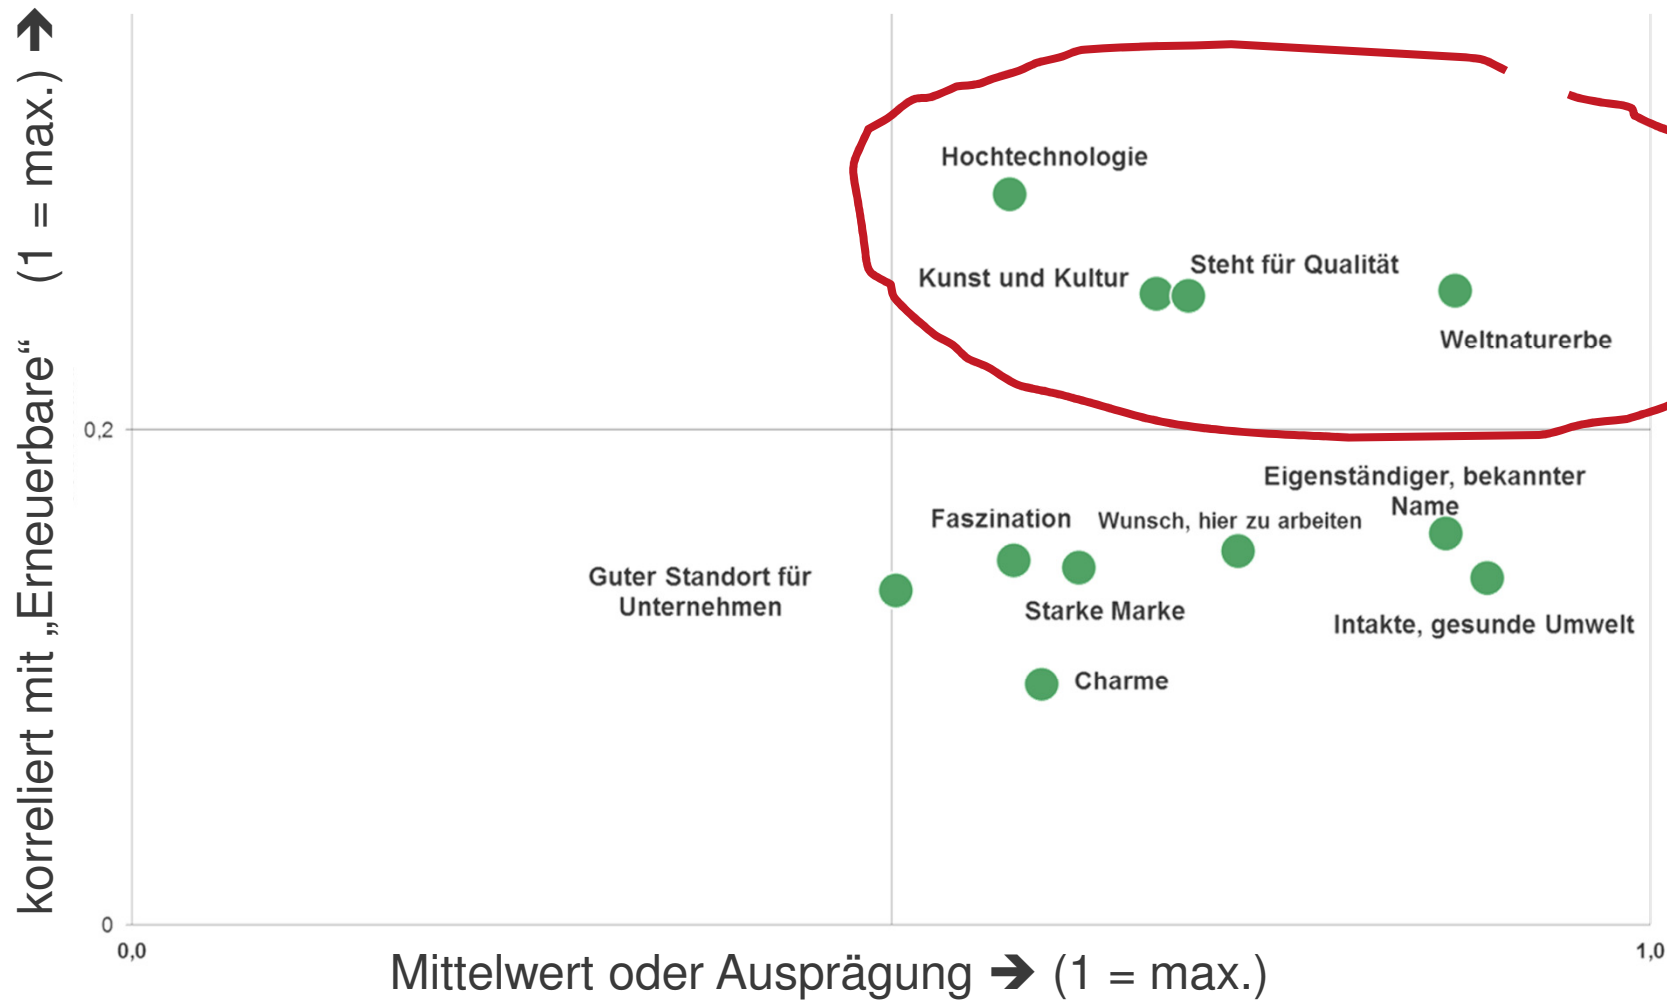 korreliert mit „Erneuerbare“ (1 = max.) ➔
Hochtechnologie
Kunst und Kultur
Steht für Qualität
Weltnaturerbe
0,2
Eigenständiger, bekannter
Name
Faszination
Wunsch, hier zu arbeiten
Guter Standort für
Unternehmen
Starke Marke
Intakte, gesunde Umwelt
Charme
0
0,0
1,0
Mittelwert oder Ausprägung ➔ (1 = max.)